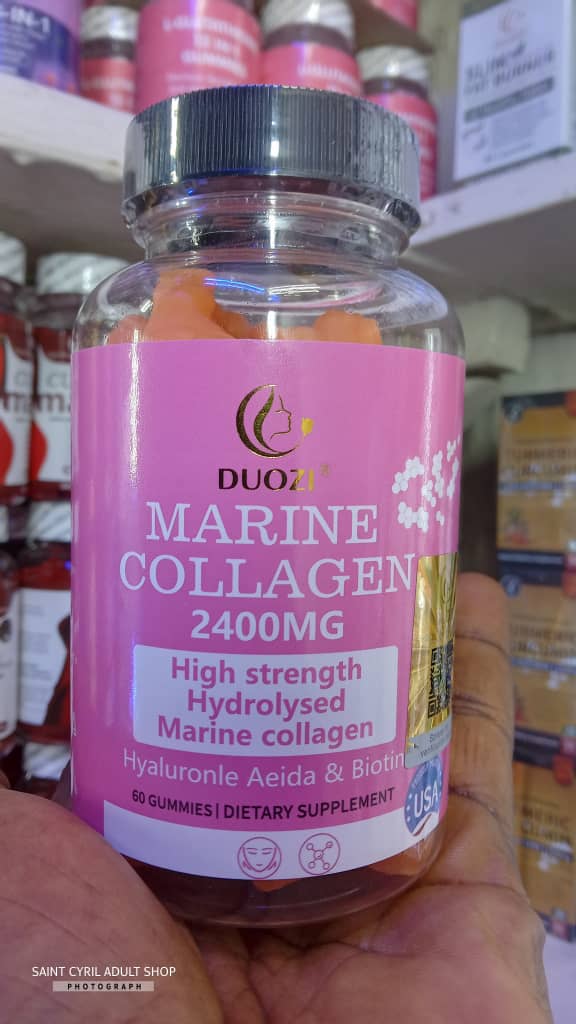 DUOZI®
MARINE
COLLAGEN
2400MG
High strength
Hydrolysed
Marine collagen
Hyaluronle Aeida & Biotin
60 GUMMIES | DIETARY SUPPLEMENT
USA
SAINT CYRIL ADULT SHOP
PHOTOGRAPH